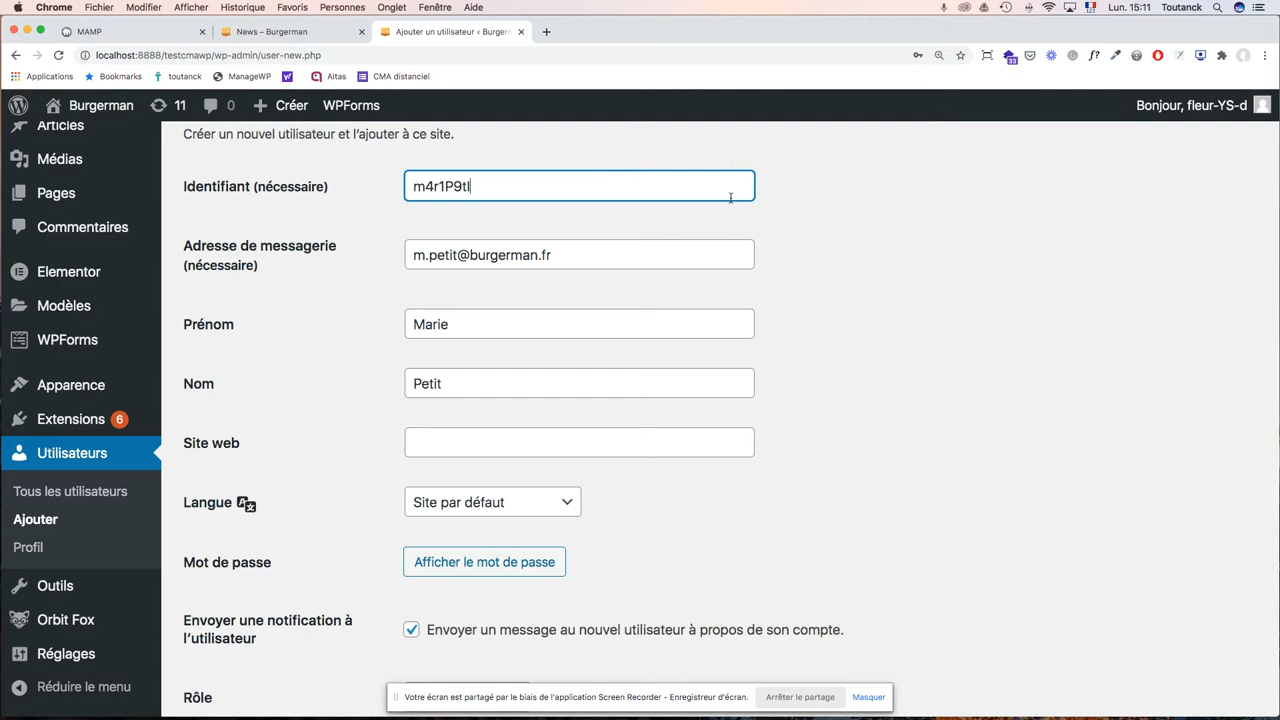 Chrome Fichier Modifier Afficher Historique Favoris Personnes Onglet Fenêtre Aide Lun. 15:11 Toutanck
MAMP News – Burgerman Ajouter un utilisateur ‹ Burgerm
localhost:8888/testcmawp/wp-admin/user-new.php
33
Applications Bookmarks toutanck ManageWP Altas CMA distanciel
Burgerman 11 0 Créer WPForms Bonjour, fleur-YS-d
Articles
Médias
Pages
Commentaires
Elementor
Modèles
WPForms
Apparence
Extensions 6
Utilisateurs
Tous les utilisateurs
Ajouter
Profil
Outils
Orbit Fox
Réglages
Réduire le menu
Créer un nouvel utilisateur et l’ajouter à ce site.
Identifiant (nécessaire) m4r1P9tI
Adresse de messagerie
(nécessaire) m.petit@burgerman.fr
Prénom Marie
Nom Petit
Site web
Langue Site par défaut
Mot de passe Afficher le mot de passe
Envoyer une notification à
l’utilisateur Envoyer un message au nouvel utilisateur à propos de son compte.
Rôle
Votre écran est partagé par le biais de l'application Screen Recorder - Enregistreur d'écran. Arrêter le partage Masquer